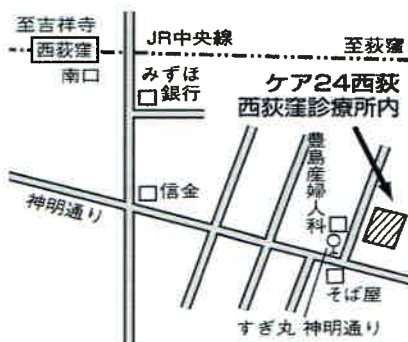 至吉祥寺
西荻窪
南口
JR中央線
至荻窪
みずほ
銀行
ケア24西荻
西荻窪診療所内
豊島産婦人科
信金
神明通り
そば屋
すぎ丸 神明通り